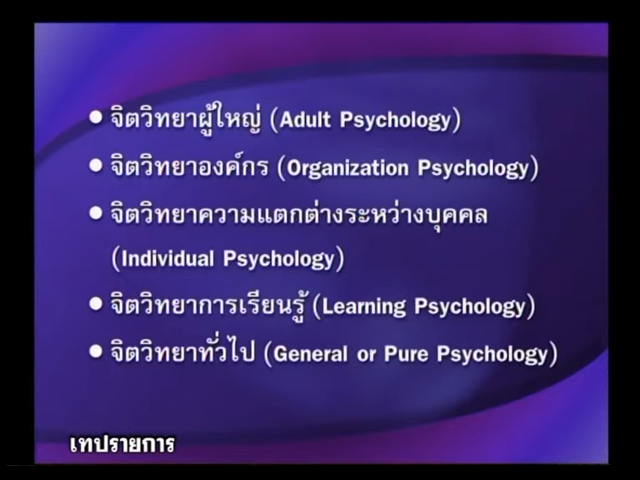 • จิตวิทยาผู้ใหญ่ (Adult Psychology)
• จิตวิทยาองค์กร (Organization Psychology)
• จิตวิทยาความแตกต่างระหว่างบุคคล
(Individual Psychology)
• จิตวิทยาการเรียนรู้ (Learning Psychology)
• จิตวิทยาทั่วไป (General or Pure Psychology)
เทปรายการ